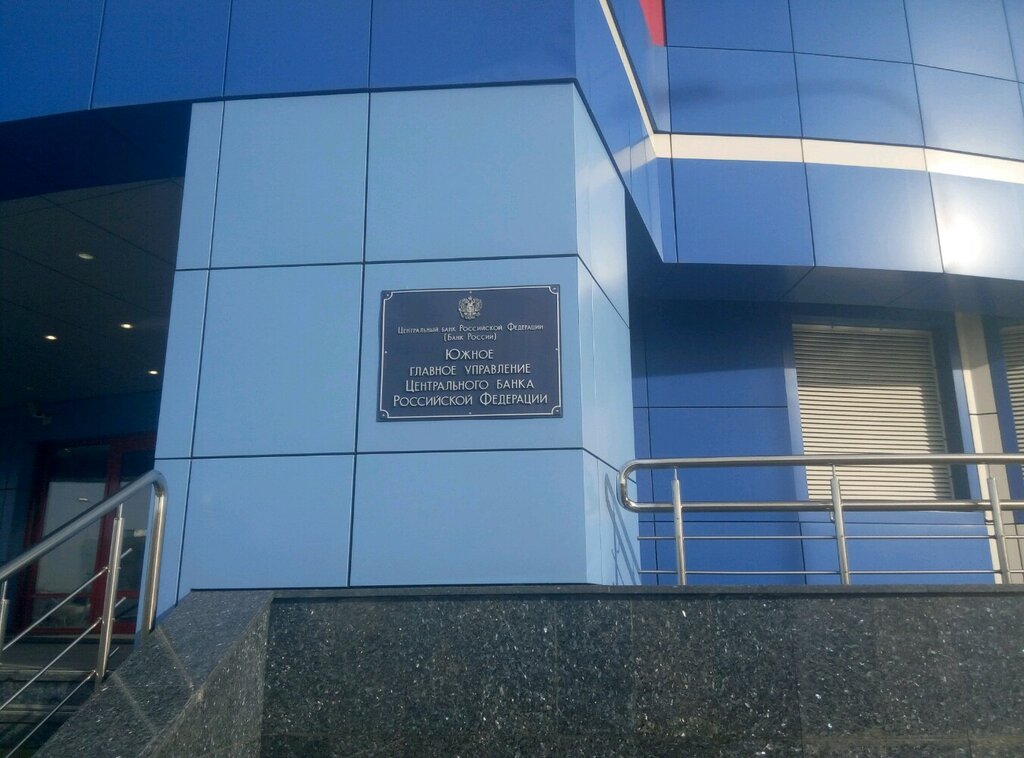 Центральный банк Российской Федерации
(Банк России)
Южное
главное управление
Центрального банка
Российской Федерации